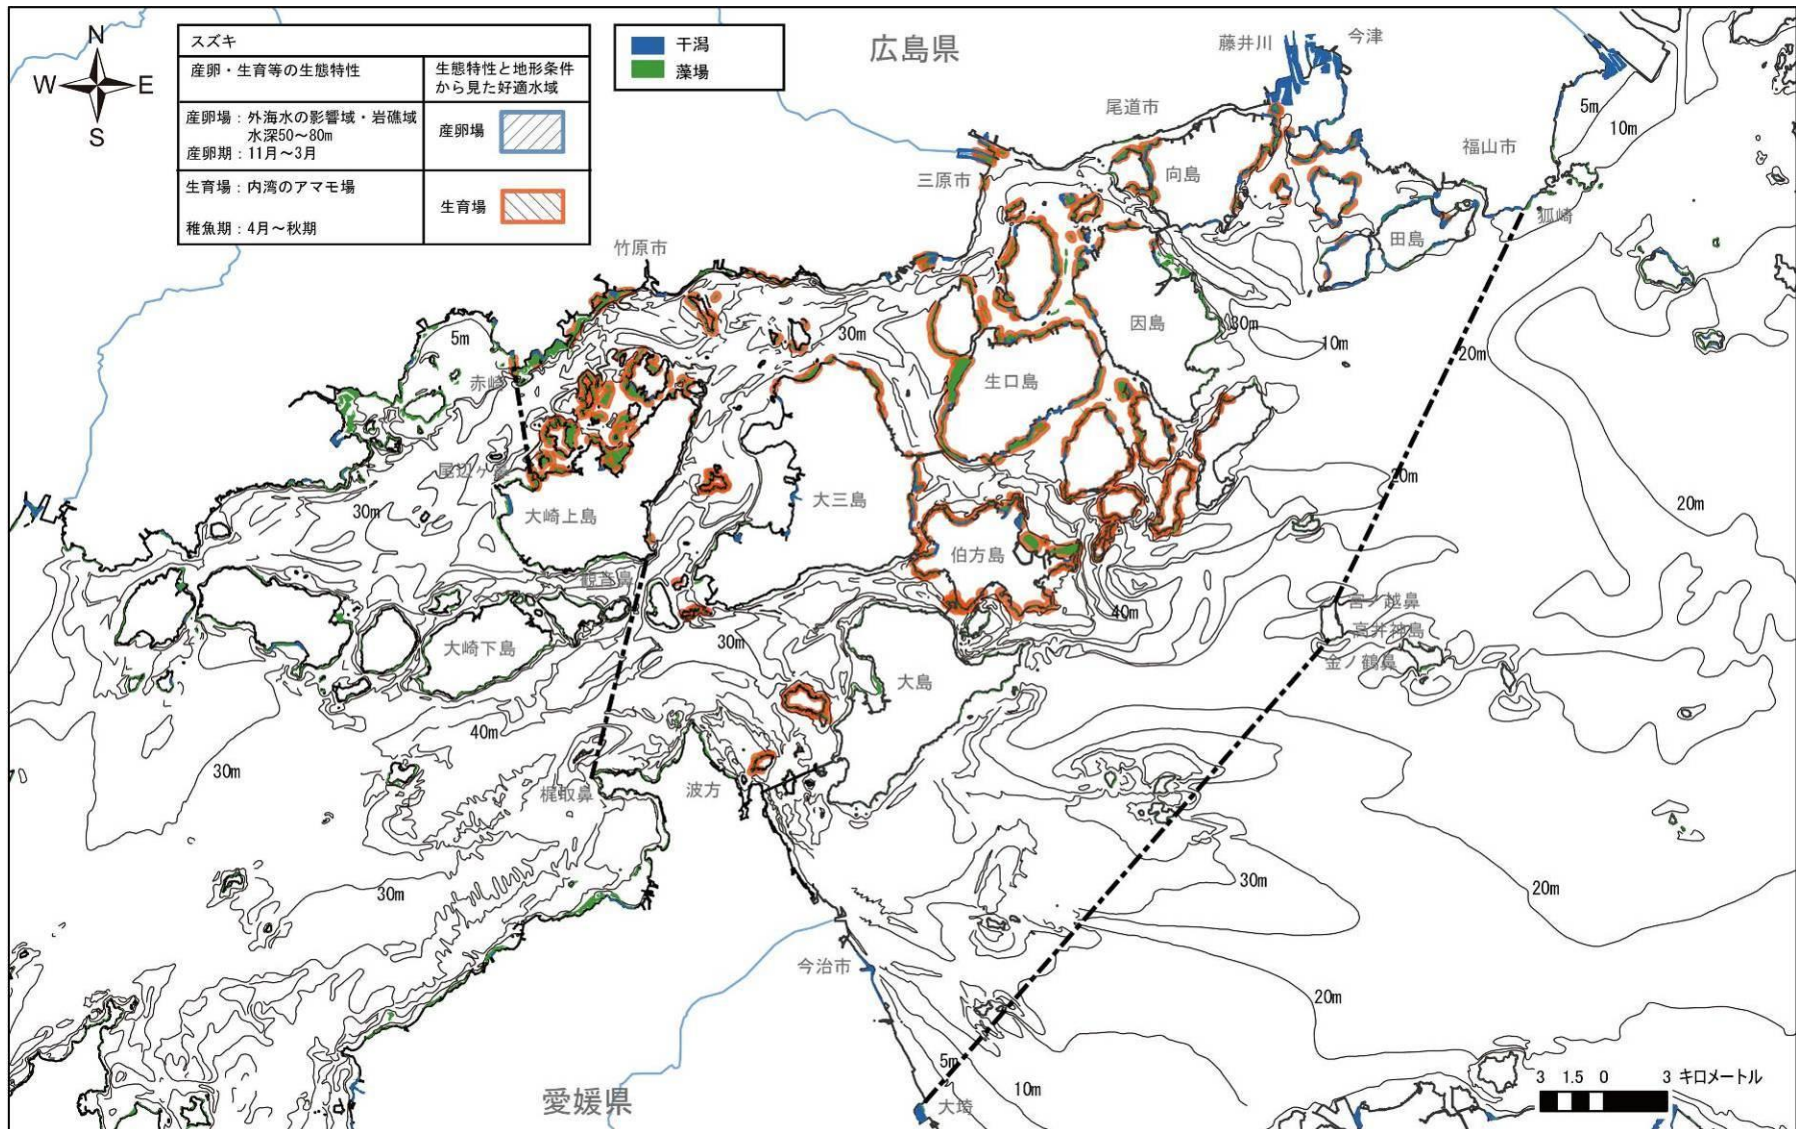 N
W
E
S
スズキ
産卵・生育等の生態特性
生態特性と地形条件
から見た好適水域
産卵場：外海水の影響域・岩礁域
水深50～80m
産卵期：11月～3月
産卵場
生育場：内湾のアマモ場
稚魚期：4月～秋期
生育場
干潟
藻場
広島県
藤井川
今津
尾道市
5m
10m
福山市
三原市
向島
狐崎
田島
竹原市
5m
30m
因島
30m
10m
20m
赤崎
生口島
尾辺ヶ鼻
20m
20m
30m
大崎上島
大三島
伯方島
観音鼻
宮ノ越鼻
40m
高井神島
大崎下島
30m
金ノ鶴鼻
大島
40m
30m
梶取鼻
波方
30m
30m
20m
今治市
20m
5m
10m
大埼
愛媛県
3 1.5 0 3 キロメートル